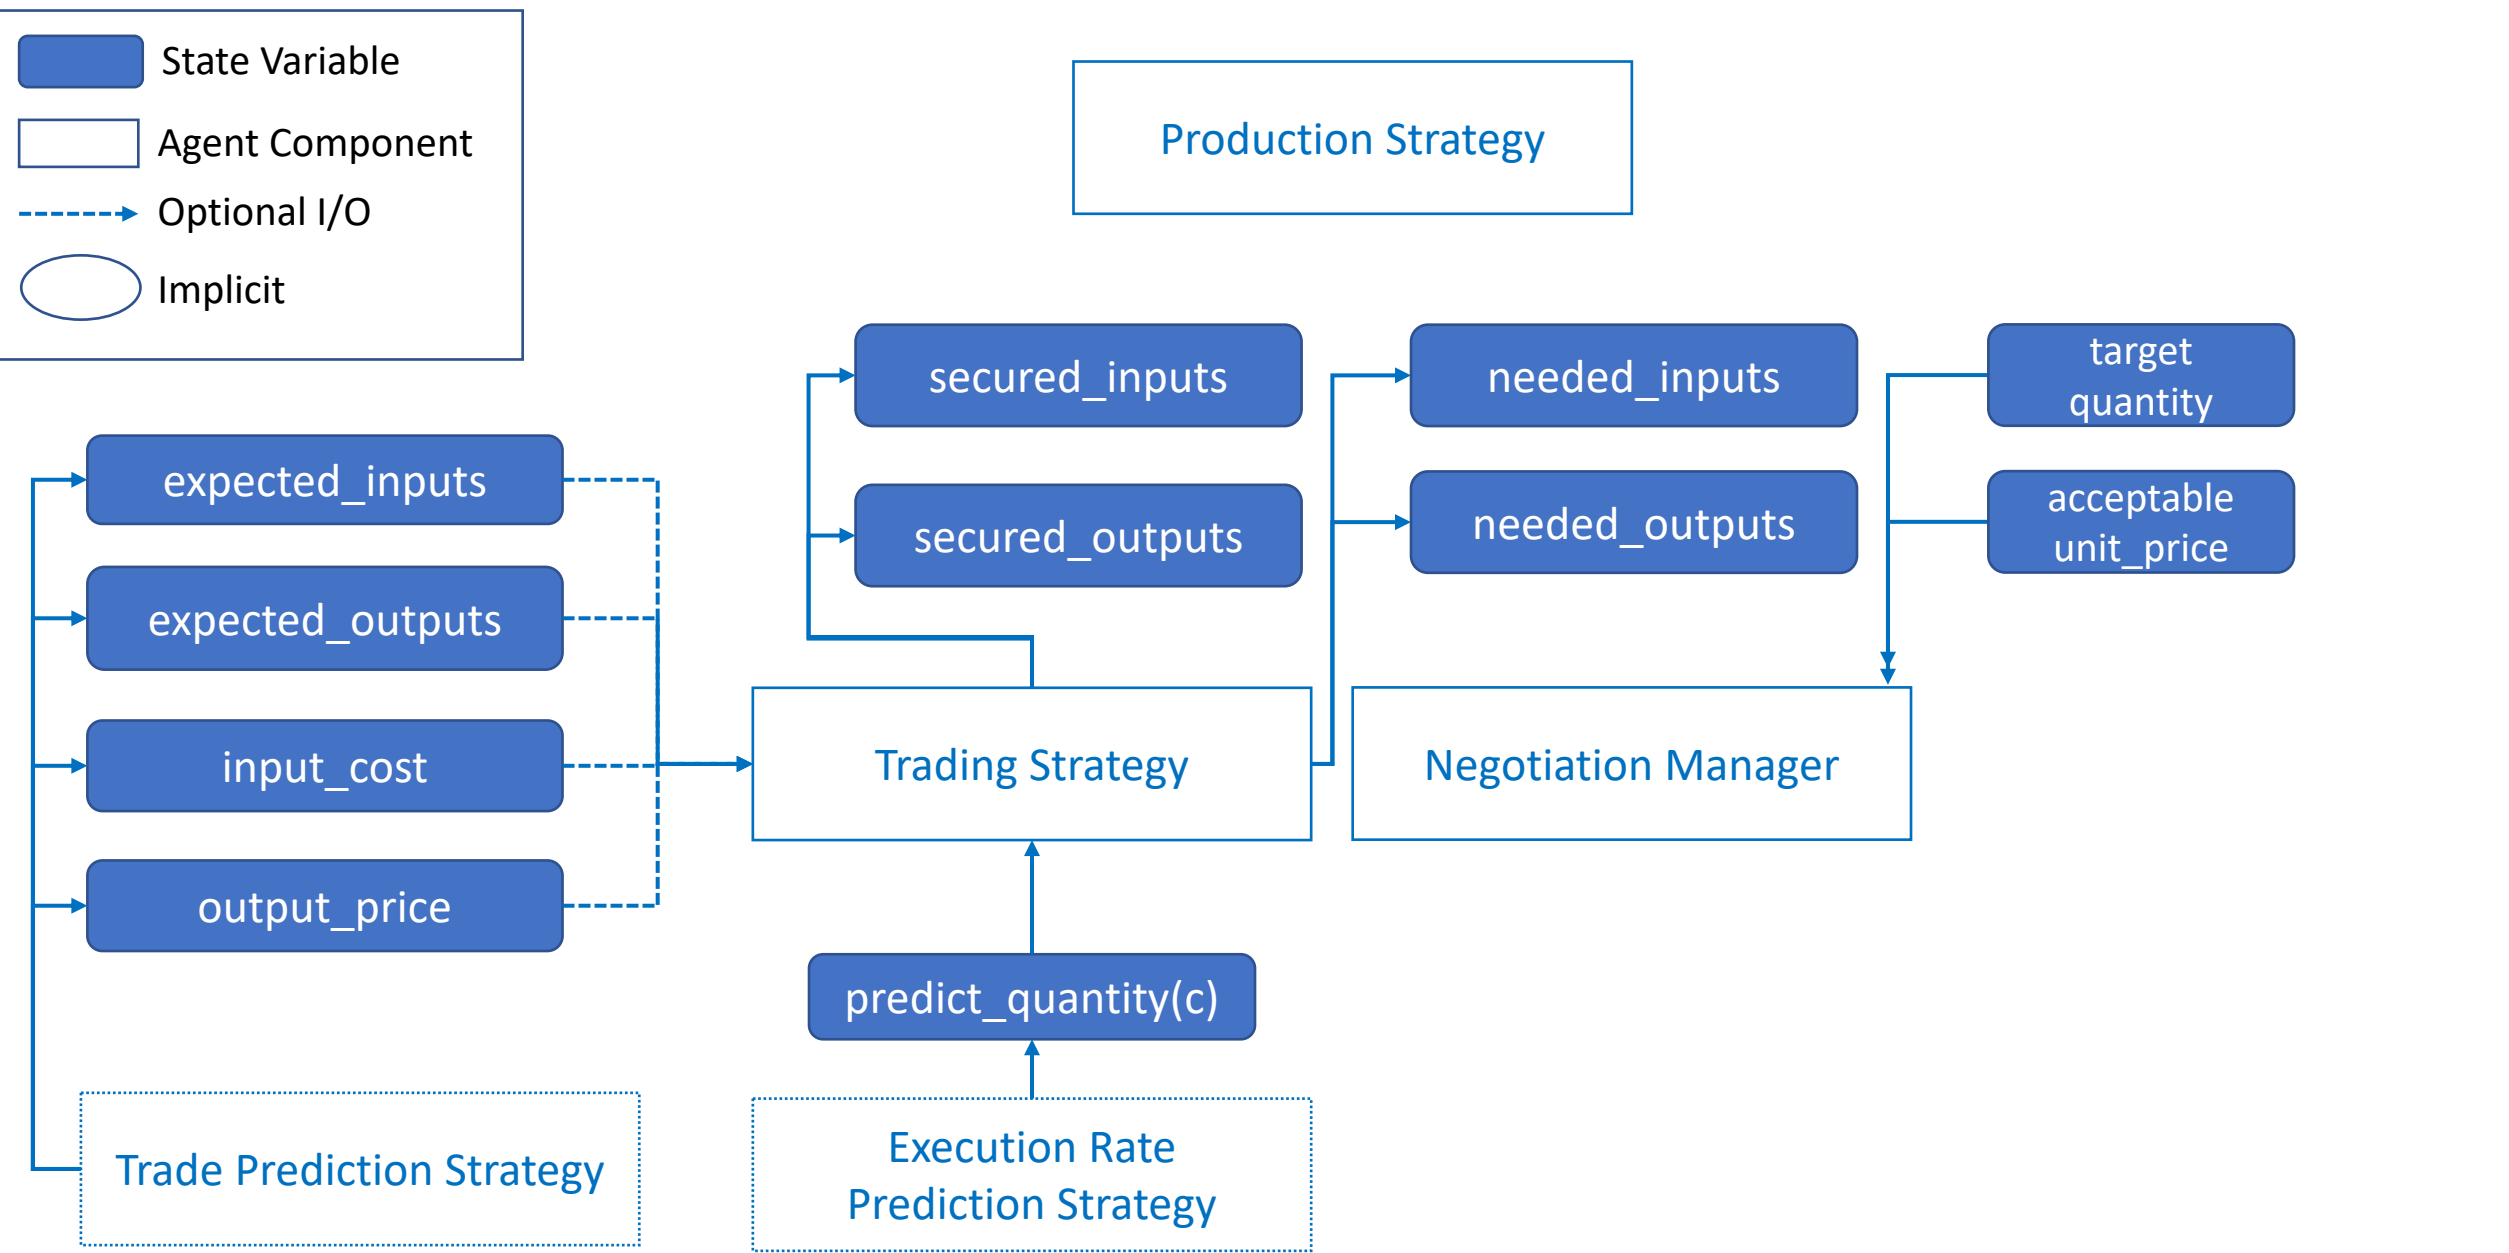 State Variable
Agent Component
Optional I/O
Implicit
Production Strategy
secured_inputs
needed_inputs
target
quantity
expected_inputs
secured_outputs
needed_outputs
acceptable
unit_price
expected_outputs
input_cost
Trading Strategy
Negotiation Manager
output_price
predict_quantity(c)
Trade Prediction Strategy
Execution Rate
Prediction Strategy